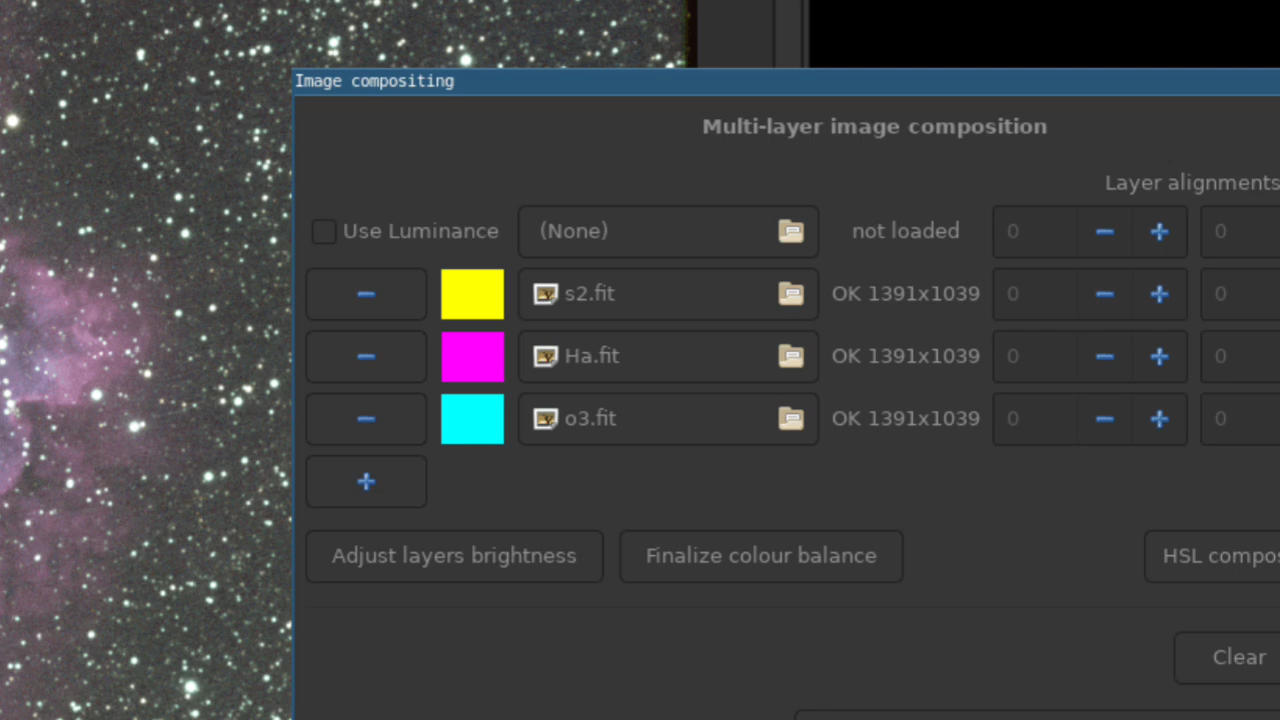 Image compositing
Multi-layer image composition
Layer alignments
Use Luminance (None) not loaded 0 0
s2.fit OK 1391x1039 0 0
Ha.fit OK 1391x1039 0 0
o3.fit OK 1391x1039 0 0
Adjust layers brightness Finalize colour balance HSL compos
Clear